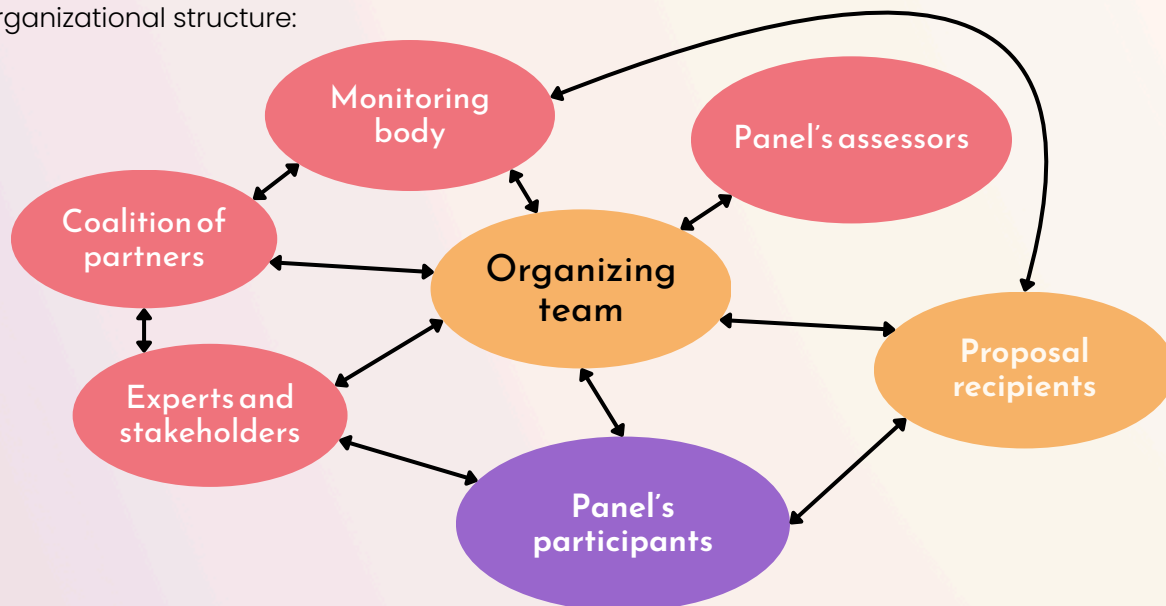 rganizational structure:
Monitoring
body
Panel's assessors
Coalition of
partners
Organizing
team
Proposal
recipients
Experts and
stakeholders
Panel's
participants